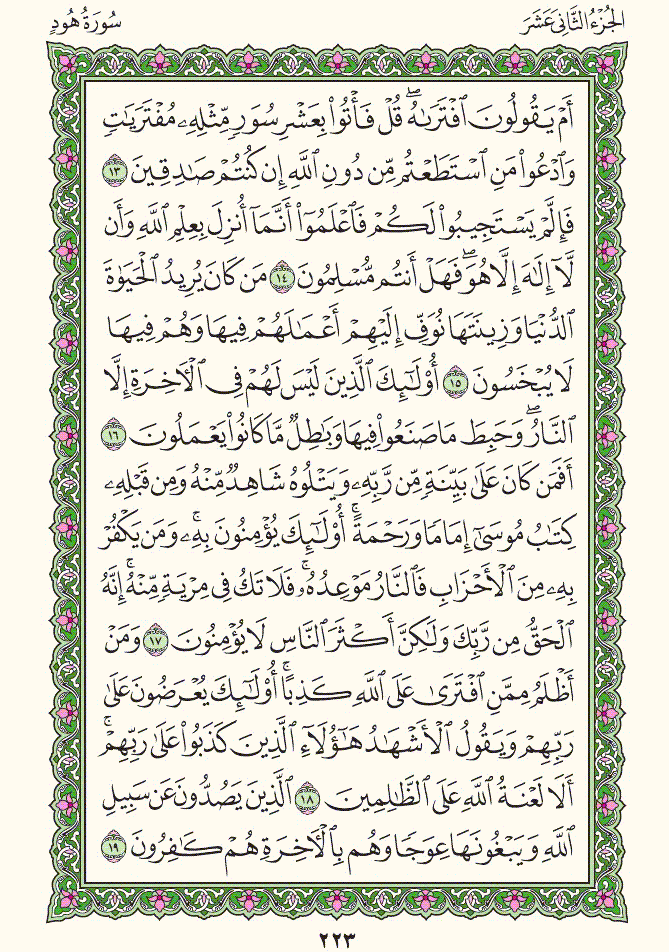 الجُزْءُ الثَّانِىَ عَشَرَ
سُورَةُ هُودٍ
أَمْ يَقُولُونَ ٱفْتَرَىٰهُۖ قُلْ فَأْتُوا۟ بِعَشْرِ سُوَرٍ مِّثْلِهِۦ مُفْتَرَيَٰتٍ
وَٱدْعُوا۟ مَنِ ٱسْتَطَعْتُم مِّن دُونِ ٱللَّهِ إِن كُنتُمْ صَٰدِقِينَ ١٣
فَإِلَّمْ يَسْتَجِيبُوا۟ لَكُمْ فَٱعْلَمُوٓا۟ أَنَّمَآ أُنزِلَ بِعِلْمِ ٱللَّهِ وَأَن
لَّآ إِلَٰهَ إِلَّا هُوَۖ فَهَلْ أَنتُم مُّسْلِمُونَ ١٤ مَن كَانَ يُرِيدُ ٱلْحَيَوٰةَ
ٱلدُّنْيَا وَزِينَتَهَا نُوَفِّ إِلَيْهِمْ أَعْمَٰلَهُمْ فِيهَا وَهُمْ فِيهَا
لَا يُبْخَسُونَ ١٥ أُو۟لَٰٓئِكَ ٱلَّذِينَ لَيْسَ لَهُمْ فِى ٱلْءَاخِرَةِ إِلَّا
ٱلنَّارُۖ وَحَبِطَ مَا صَنَعُوا۟ فِيهَا وَبَٰطِلٌ مَّا كَانُوا۟ يَعْمَلُونَ ١٦
أَفَمَن كَانَ عَلَىٰ بَيِّنَةٍ مِّن رَّبِّهِۦ وَيَتْلُوهُ شَاهِدٌ مِّنْهُ وَمِن قَبْلِهِۦ
كِتَٰبُ مُوسَىٰٓ إِمَامًا وَرَحْمَةًۚ أُو۟لَٰٓئِكَ يُؤْمِنُونَ بِهِۦۚ وَمَن يَكْفُرْ
بِهِۦ مِنَ ٱلْأَحْزَابِ فَٱلنَّارُ مَوْعِدُهُۥۚ فَلَا تَكُ فِى مِرْيَةٍ مِّنْهُۚ إِنَّهُ
ٱلْحَقُّ مِن رَّبِّكَ وَلَٰكِنَّ أَكْثَرَ ٱلنَّاسِ لَا يُؤْمِنُونَ ١٧ وَمَنْ
أَظْلَمُ مِمَّنِ ٱفْتَرَىٰ عَلَى ٱللَّهِ كَذِبًاۚ أُو۟لَٰٓئِكَ يُعْرَضُونَ عَلَىٰ
رَبِّهِمْ وَيَقُولُ ٱلْأَشْهَٰدُ هَٰٓؤُلَآءِ ٱلَّذِينَ كَذَبُوا۟ عَلَىٰ رَبِّهِمْۚ
أَلَا لَعْنَةُ ٱللَّهِ عَلَى ٱلظَّٰلِمِينَ ١٨ ٱلَّذِينَ يَصُدُّونَ عَن سَبِيلِ
ٱللَّهِ وَيَبْغُونَهَا عِوَجًا وَهُم بِٱلْءَاخِرَةِ هُمْ كَٰفِرُونَ ١٩
٢٢٣